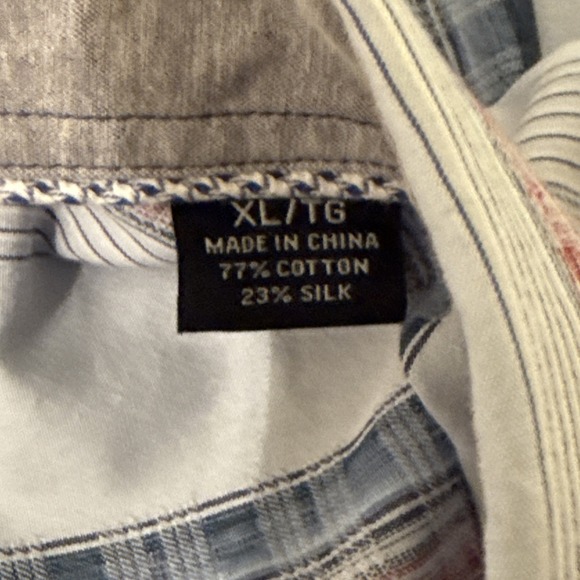 XL/TG
MADE IN CHINA
77% COTTON
23% SILK